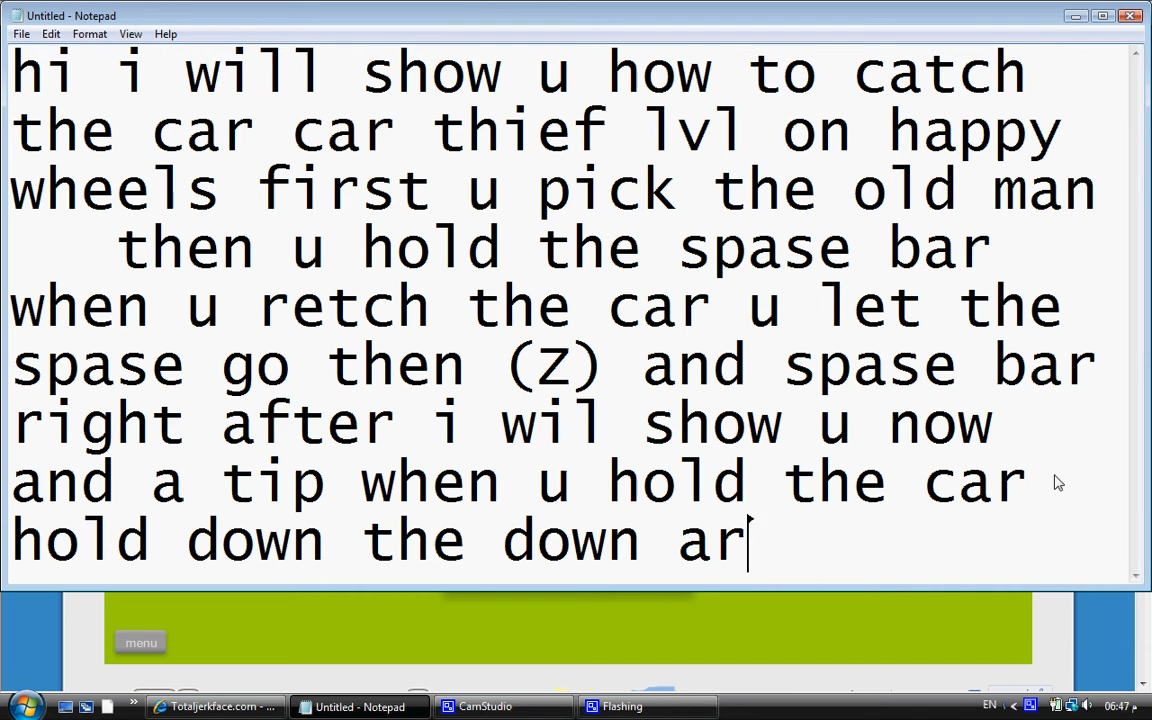 Untitled - Notepad
File Edit Format View Help
hi i will show u how to catch
the car car thief lvl on happy
wheels first u pick the old man
then u hold the spase bar
when u retch the car u let the
spase go then (Z) and spase bar
right after i wil show u now
and a tip when u hold the car
hold down the down ar
menu
Totaljerkface.com - ...
Untitled - Notepad
CamStudio
Flashing
EN
06:47 م